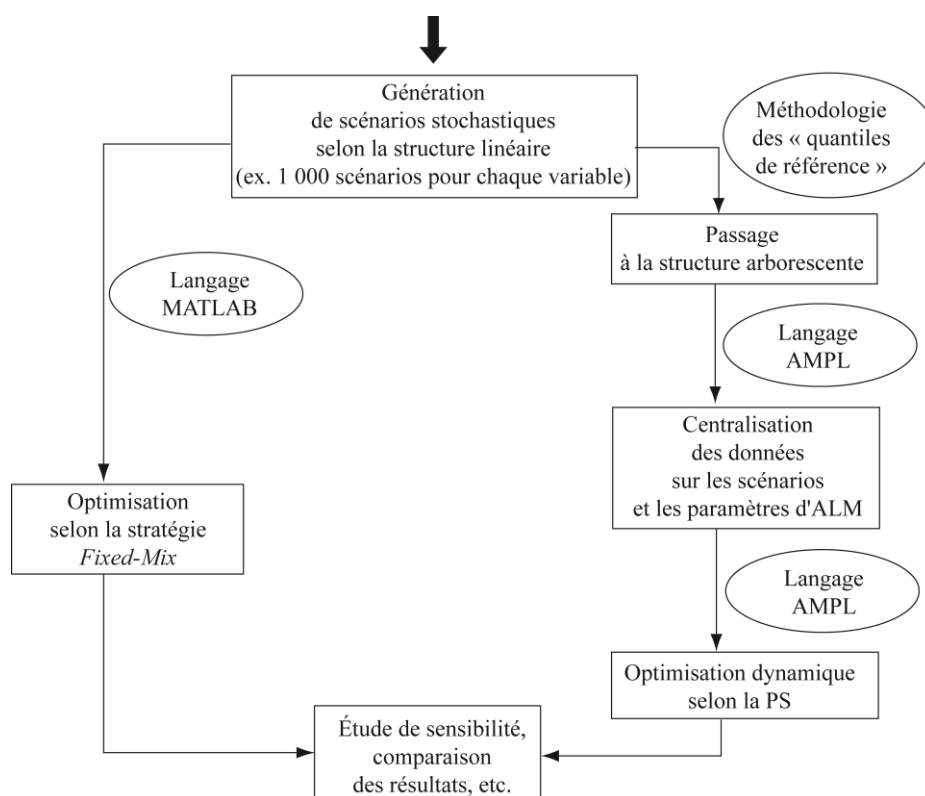 Génération
de scénarios stochastiques
selon la structure linéaire
(ex. 1 000 scénarios pour chaque variable)
Méthodologie
des « quantiles
de référence »
Passage
à la structure arborescente
Langage
MATLAB
Langage
AMPL
Centralisation
des données
sur les scénarios
et les paramètres d'ALM
Optimisation
selon la stratégie
Fixed-Mix
Langage
AMPL
Optimisation dynamique
selon la PS
Étude de sensibilité,
comparaison
des résultats, etc.